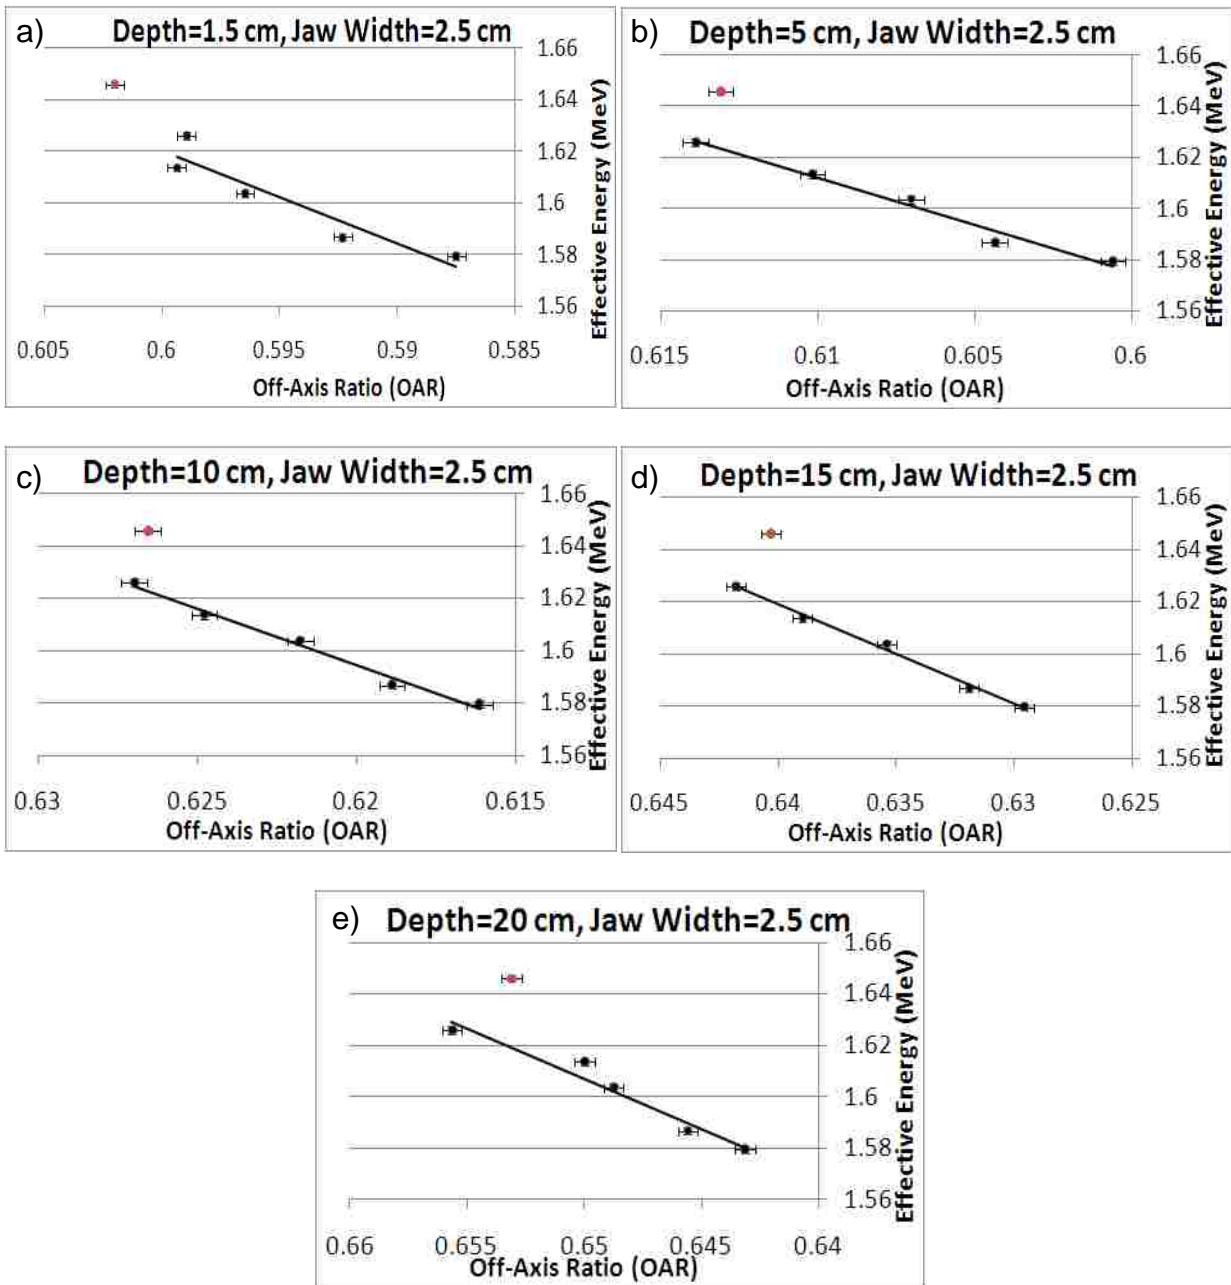 a)
Depth=1.5 cm, Jaw Width=2.5 cm
1.66
1.64
1.62
1.6
1.58
1.56
Effective Energy (MeV)
0.605
0.6
0.595
0.59
0.585
Off-Axis Ratio (OAR)
b)
Depth=5 cm, Jaw Width=2.5 cm
1.66
1.64
1.62
1.6
1.58
1.56
Effective Energy (MeV)
0.615
0.61
0.605
0.6
Off-Axis Ratio (OAR)
c)
Depth=10 cm, Jaw Width=2.5 cm
1.66
1.64
1.62
1.6
1.58
1.56
Effective Energy (MeV)
0.63
0.625
0.62
0.615
Off-Axis Ratio (OAR)
d)
Depth=15 cm, Jaw Width=2.5 cm
1.66
1.64
1.62
1.6
1.58
1.56
Effective Energy (MeV)
0.645
0.64
0.635
0.63
0.625
Off-Axis Ratio (OAR)
e)
Depth=20 cm, Jaw Width=2.5 cm
1.66
1.64
1.62
1.6
1.58
1.56
Effective Energy (MeV)
0.66
0.655
0.65
0.645
0.64
Off-Axis Ratio (OAR)